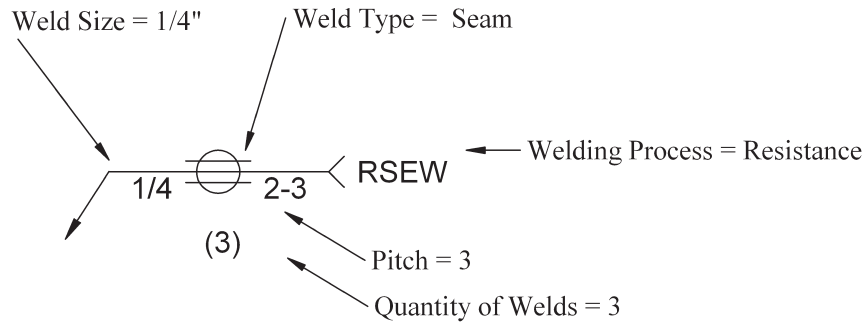 Weld Size = 1/4"
Weld Type = Seam
Welding Process = Resistance
1/4 2-3 RSEW
(3)
Pitch = 3
Quantity of Welds = 3